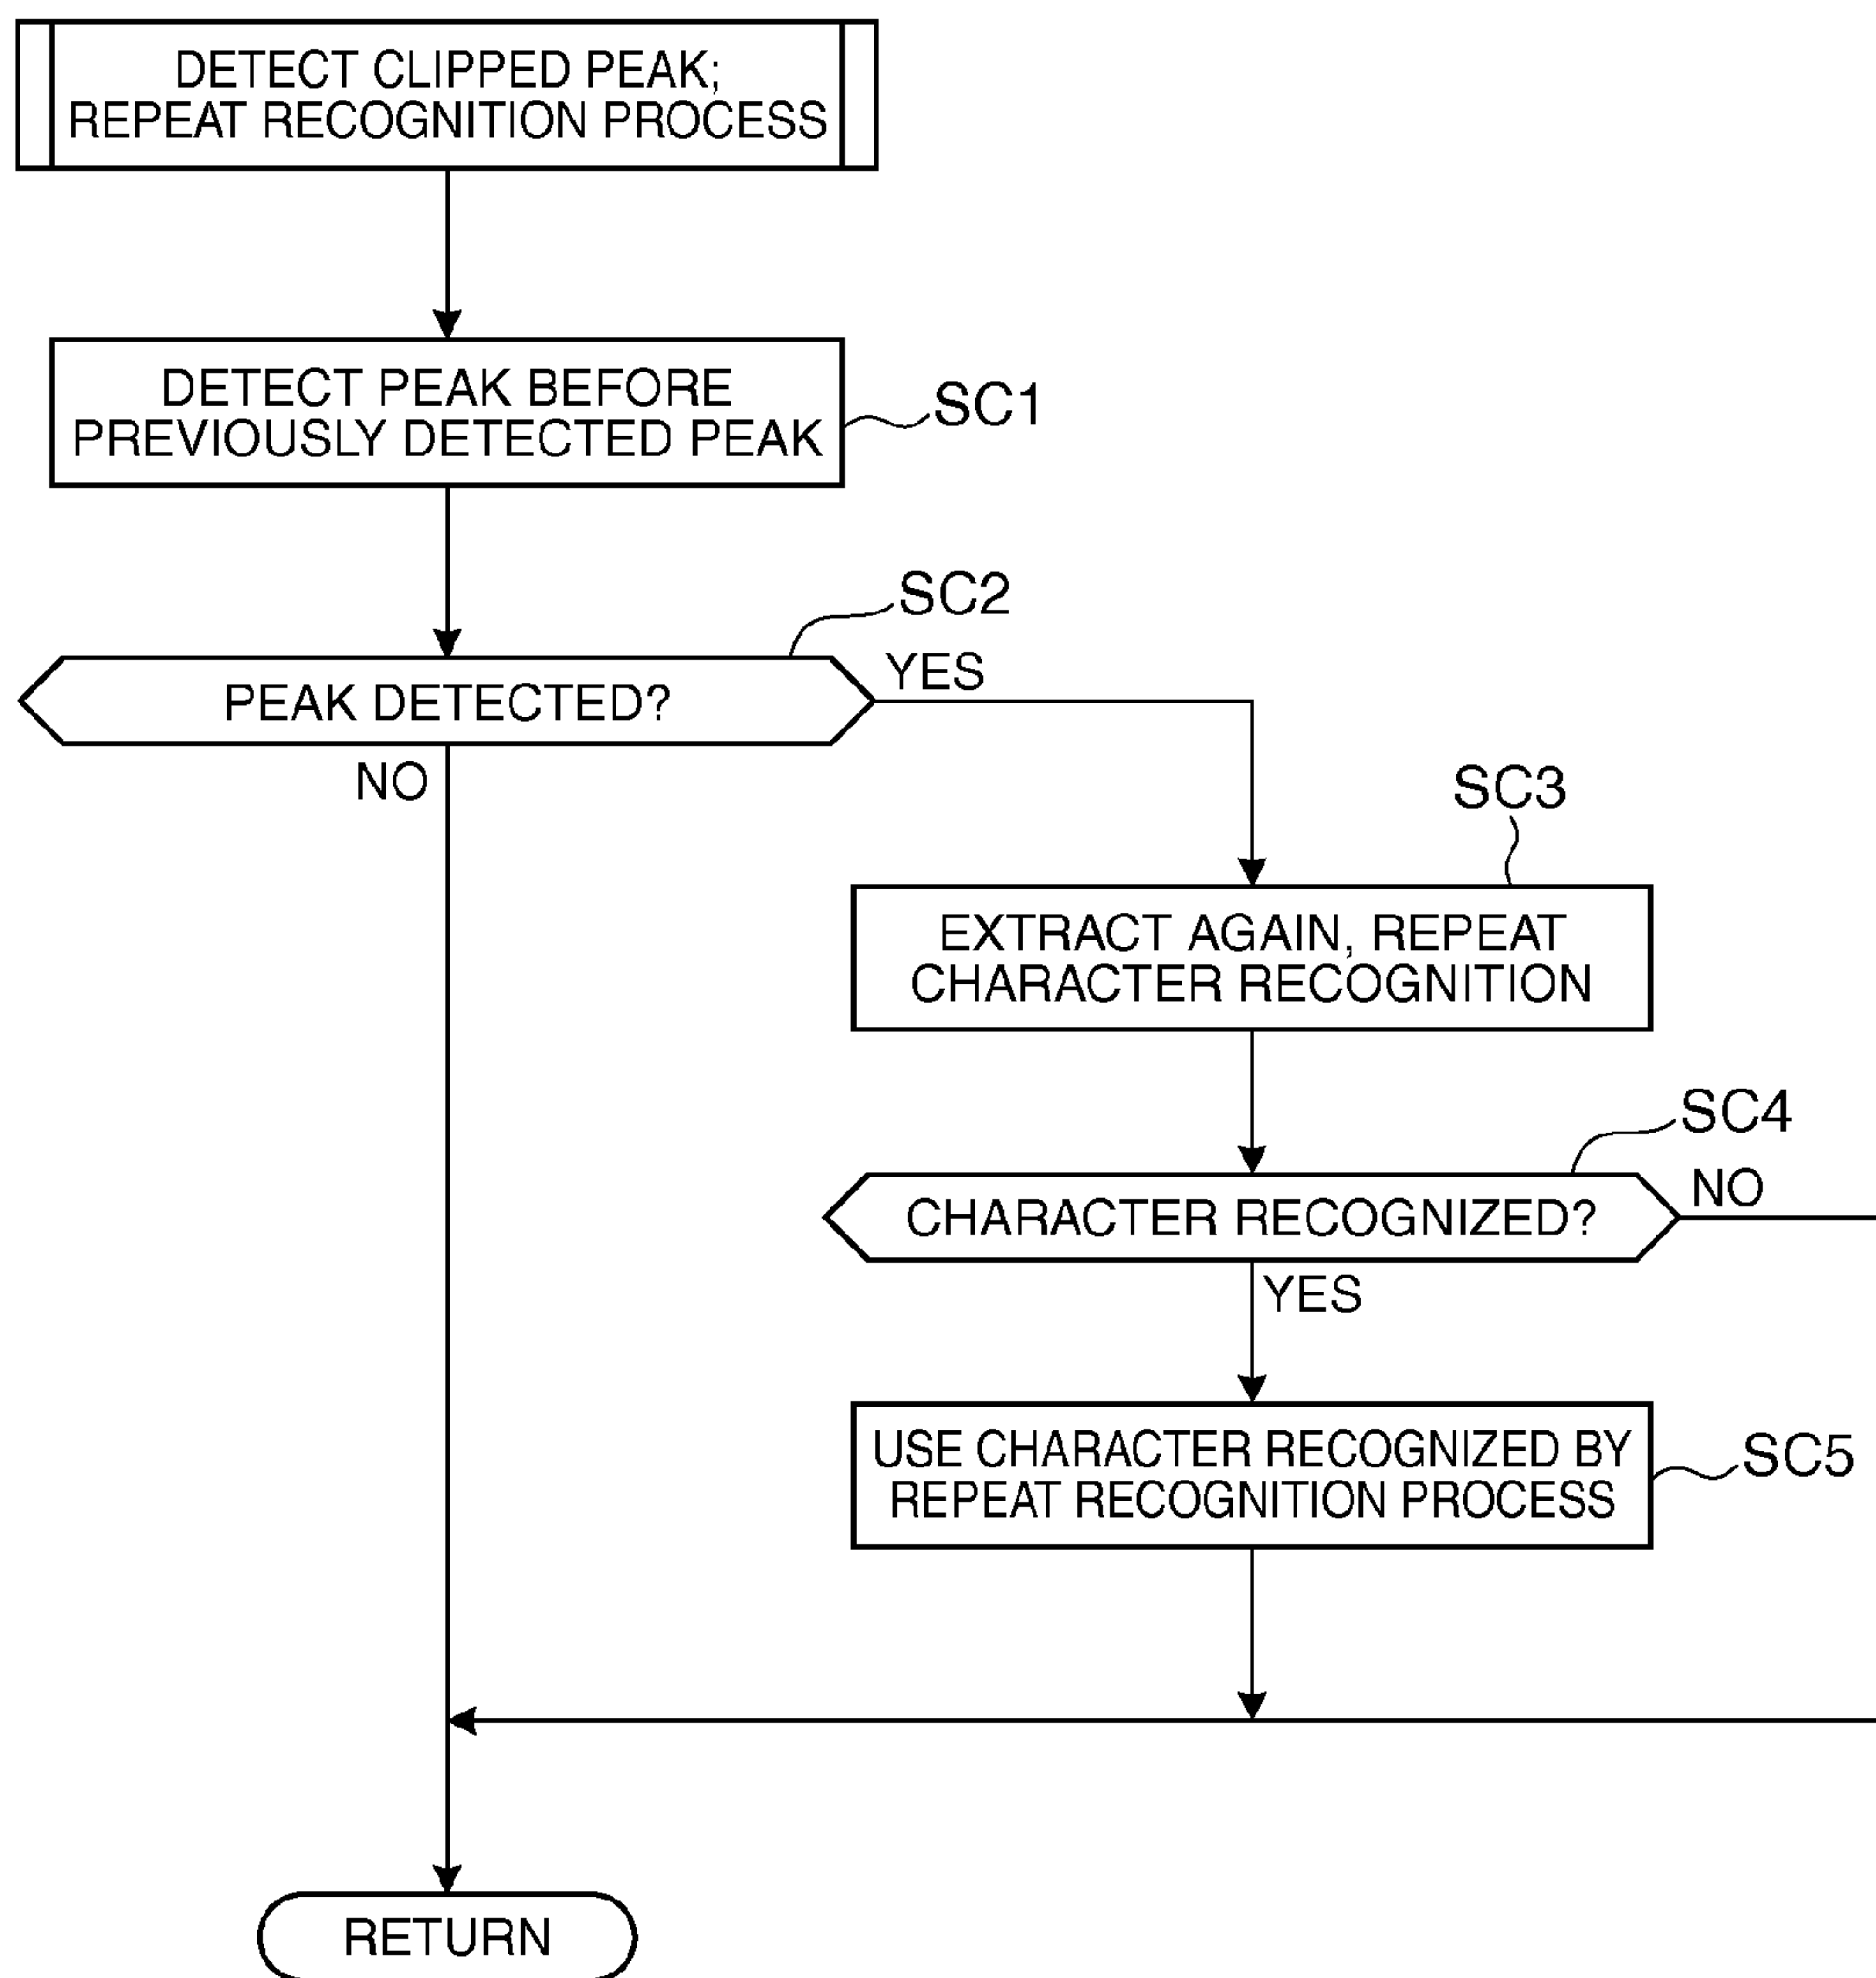 DETECT CLIPPED PEAK;
REPEAT RECOGNITION PROCESS
DETECT PEAK BEFORE
PREVIOUSLY DETECTED PEAK
SC1
SC2
PEAK DETECTED?
YES
NO
SC3
EXTRACT AGAIN, REPEAT
CHARACTER RECOGNITION
SC4
CHARACTER RECOGNIZED?
NO
YES
USE CHARACTER RECOGNIZED BY
REPEAT RECOGNITION PROCESS
SC5
RETURN